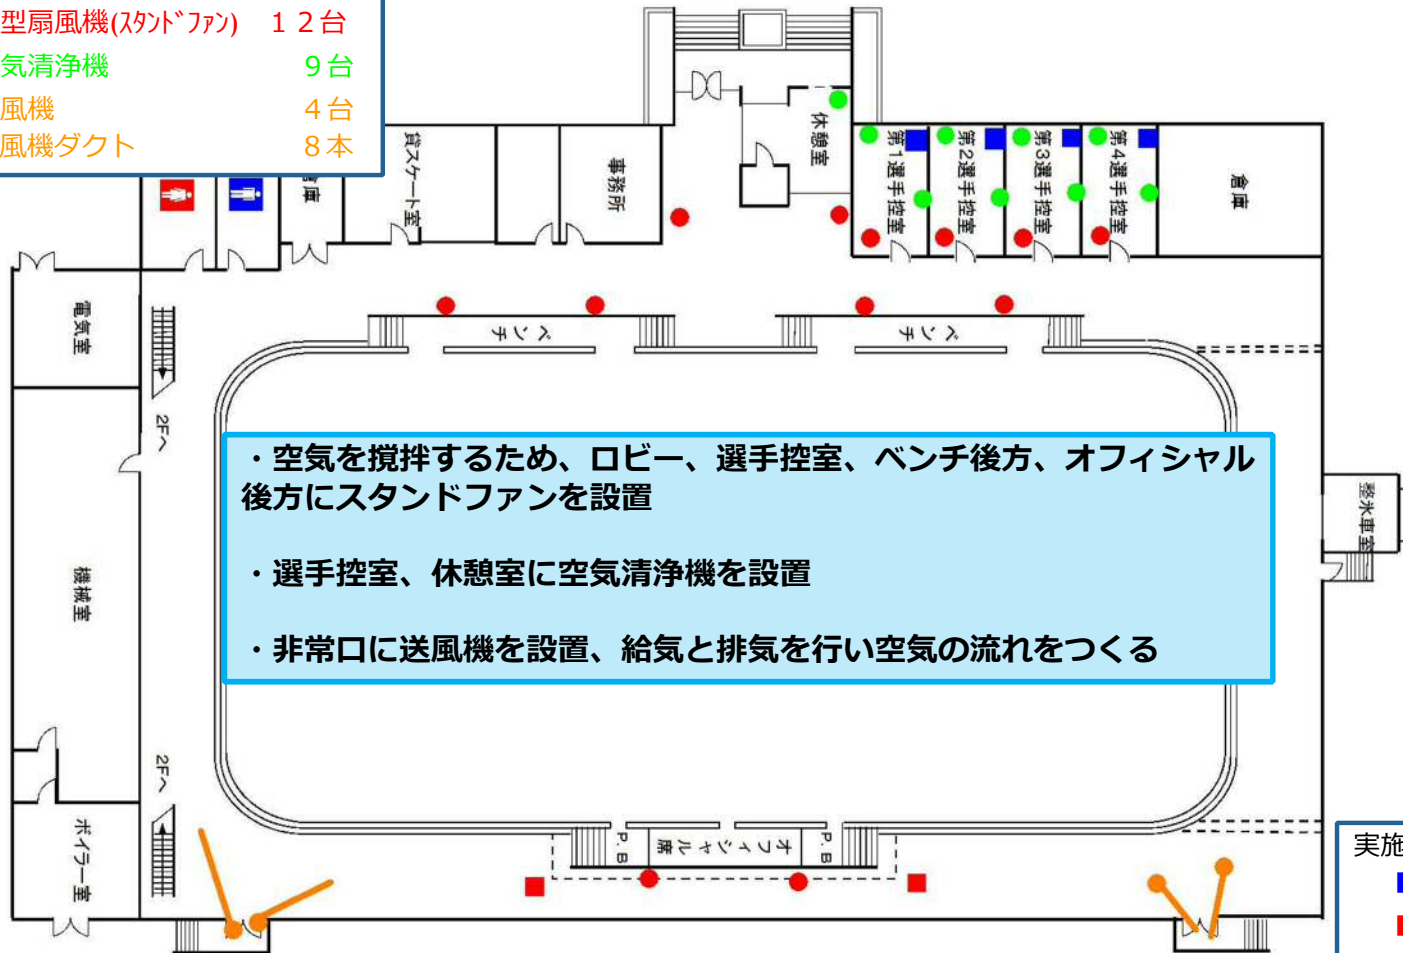 型扇風機(ｽﾀﾝﾄﾞﾌｧﾝ) １２台
気清浄機 ９台
風機 ４台
風機ダクト ８本
倉庫
貸スケート室
事務所
休憩室
第1選手控室
第2選手控室
第3選手控室
第4選手控室
倉庫
電気室
ベンチ
ベンチ
2Fへ
・空気を撹拌するため、ロビー、選手控室、ベンチ後方、オフィシャル
後方にスタンドファンを設置
・選手控室、休憩室に空気清浄機を設置
・非常口に送風機を設置、給気と排気を行い空気の流れをつくる
整氷車室
機械室
2Fへ
ボイラー室
P.B
オフィシャル席
P.B
実施